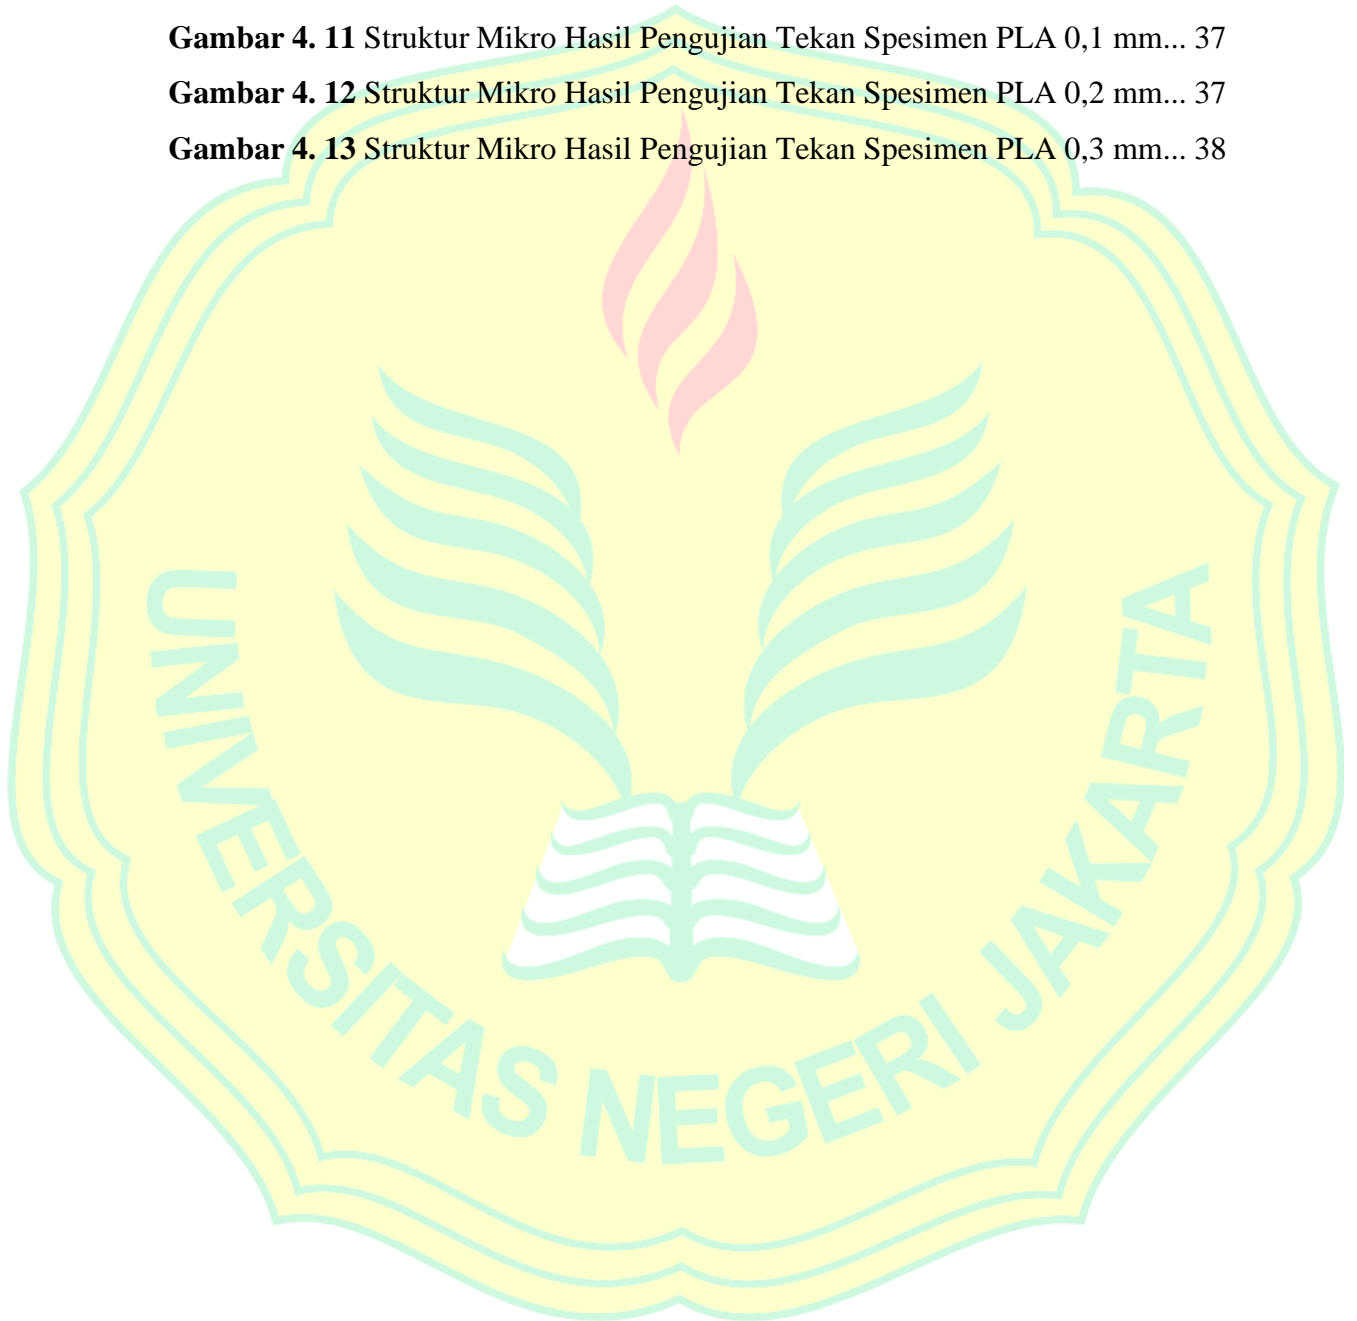 Gambar 4. 11 Struktur Mikro Hasil Pengujian Tekan Spesimen PLA 0,1 mm... 37
Gambar 4. 12 Struktur Mikro Hasil Pengujian Tekan Spesimen PLA 0,2 mm... 37
Gambar 4. 13 Struktur Mikro Hasil Pengujian Tekan Spesimen PLA 0,3 mm... 38
UNIVERSITAS NEGERI JAKARTA